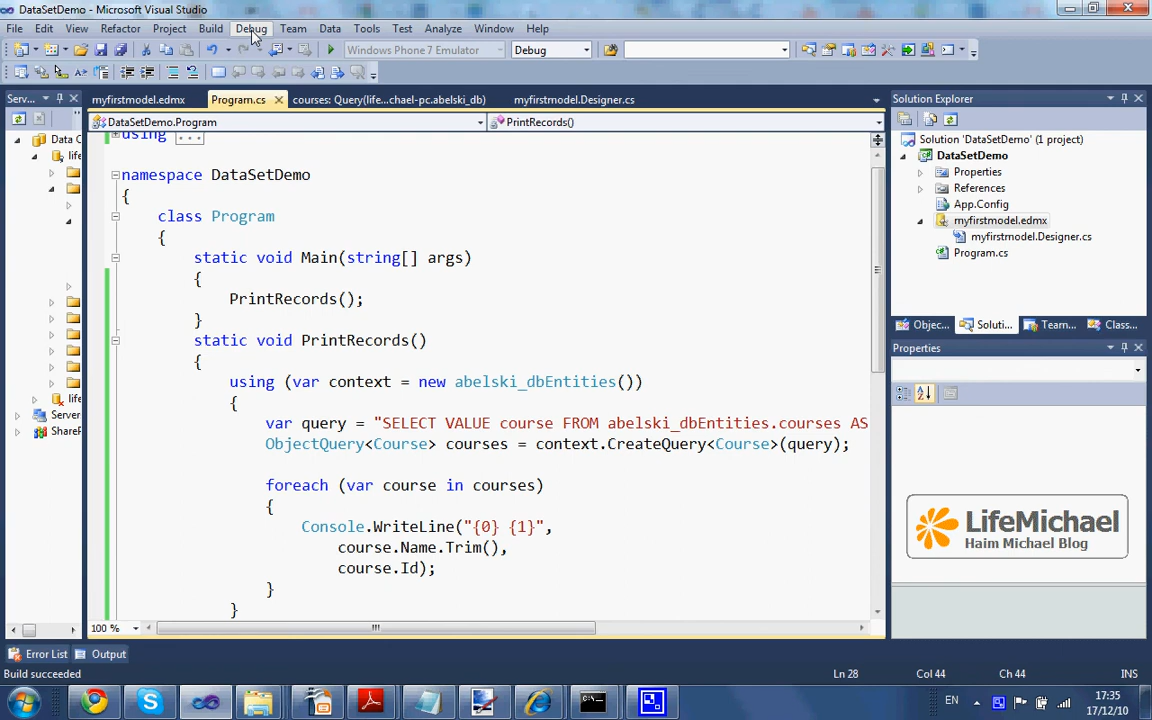 DataSetDemo - Microsoft Visual Studio
File Edit View Refactor Project Build Debug Team Data Tools Test Analyze Window Help
Windows Phone 7 Emulator Debug
Serv...
myfirstmodel.edmx Program.cs courses: Query(life...chael-pc.abelski_db) myfirstmodel.Designer.cs
Solution Explorer
DataSetDemo.Program PrintRecords()
Data C
life
life
Server
ShareP
using ...
namespace DataSetDemo
{
class Program
{
static void Main(string[] args)
{
PrintRecords();
}
static void PrintRecords()
{
using (var context = new abelski_dbEntities())
{
var query = "SELECT VALUE course FROM abelski_dbEntities.courses AS
ObjectQuery<Course> courses = context.CreateQuery<Course>(query);
foreach (var course in courses)
{
Console.WriteLine("{0} {1}",
course.Name.Trim(),
course.Id);
}
}
100 %
Solution 'DataSetDemo' (1 project)
DataSetDemo
Properties
References
App.Config
myfirstmodel.edmx
myfirstmodel.Designer.cs
Program.cs
Objec... Soluti... Team... Class...
Properties
LifeMichael
Haim Michael Blog
Error List Output
Build succeeded Ln 28 Col 44 Ch 44 INS
EN 17:35
17/12/10